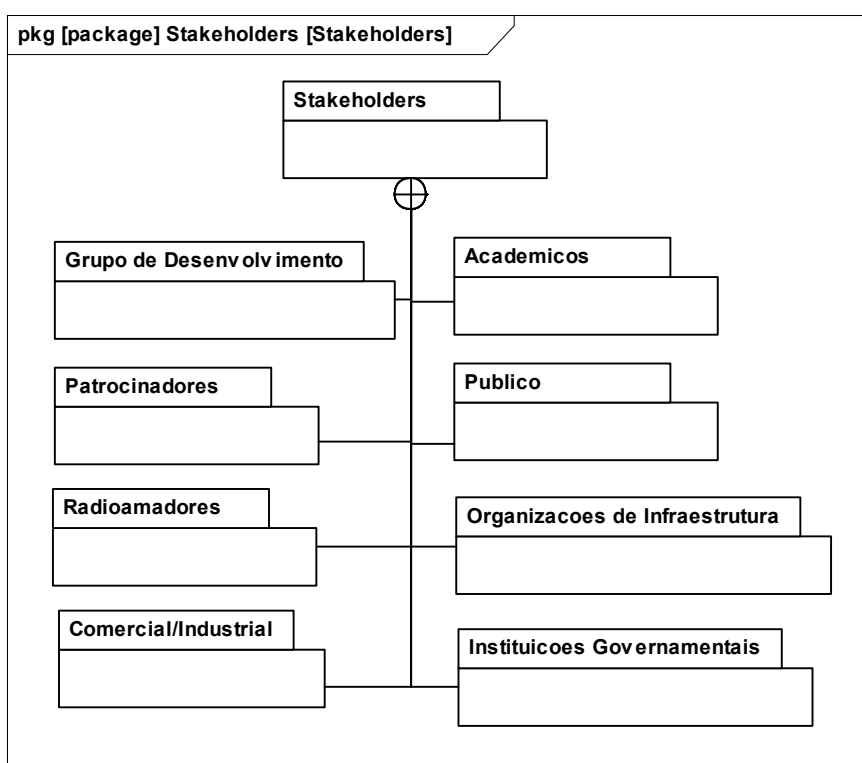 pkg [package] Stakeholders [Stakeholders]
Stakeholders
Grupo de Desenvolvimento
Academicos
Patrocinadores
Publico
Radioamadores
Organizacoes de Infraestrutura
Comercial/Industrial
Instituicoes Governamentais